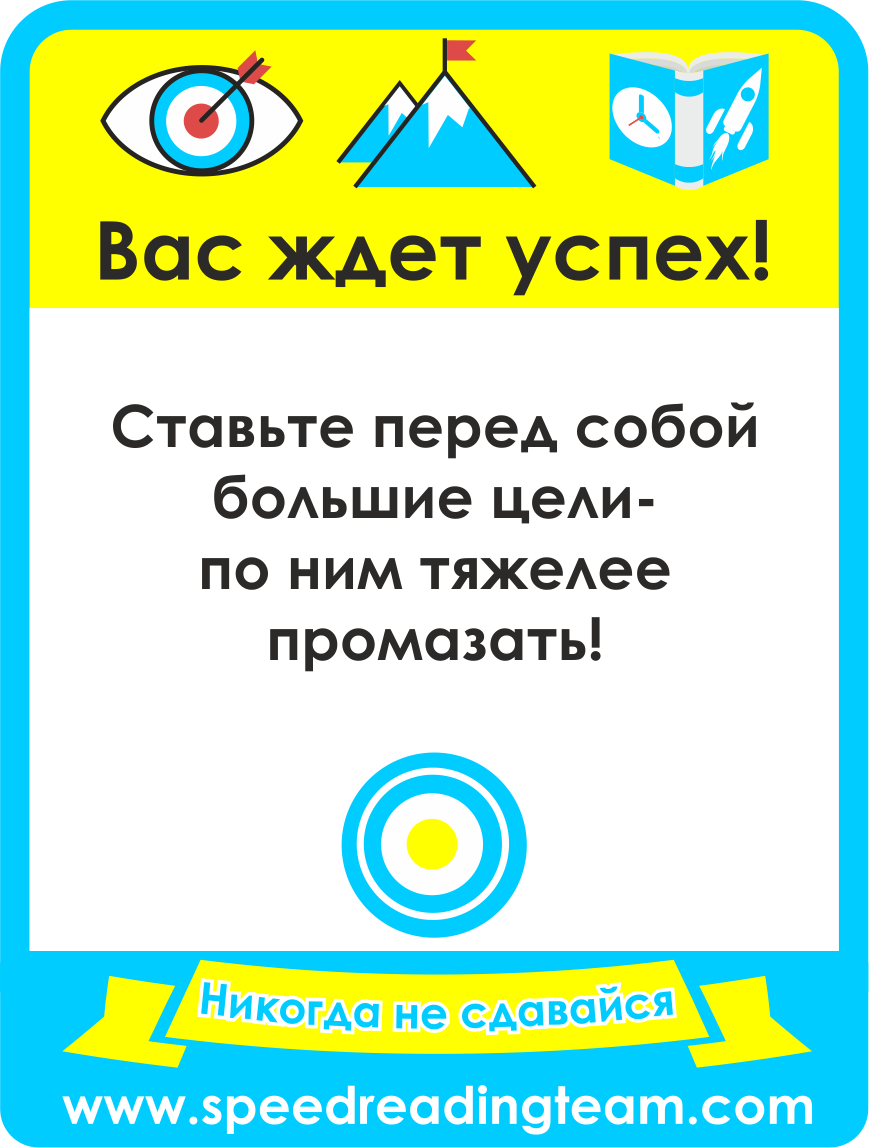 Вас ждет успех!
Ставьте перед собой
большие цели-
по ним тяжелее
промазать!
Никогда не сдавайся
www.speedreadingteam.com